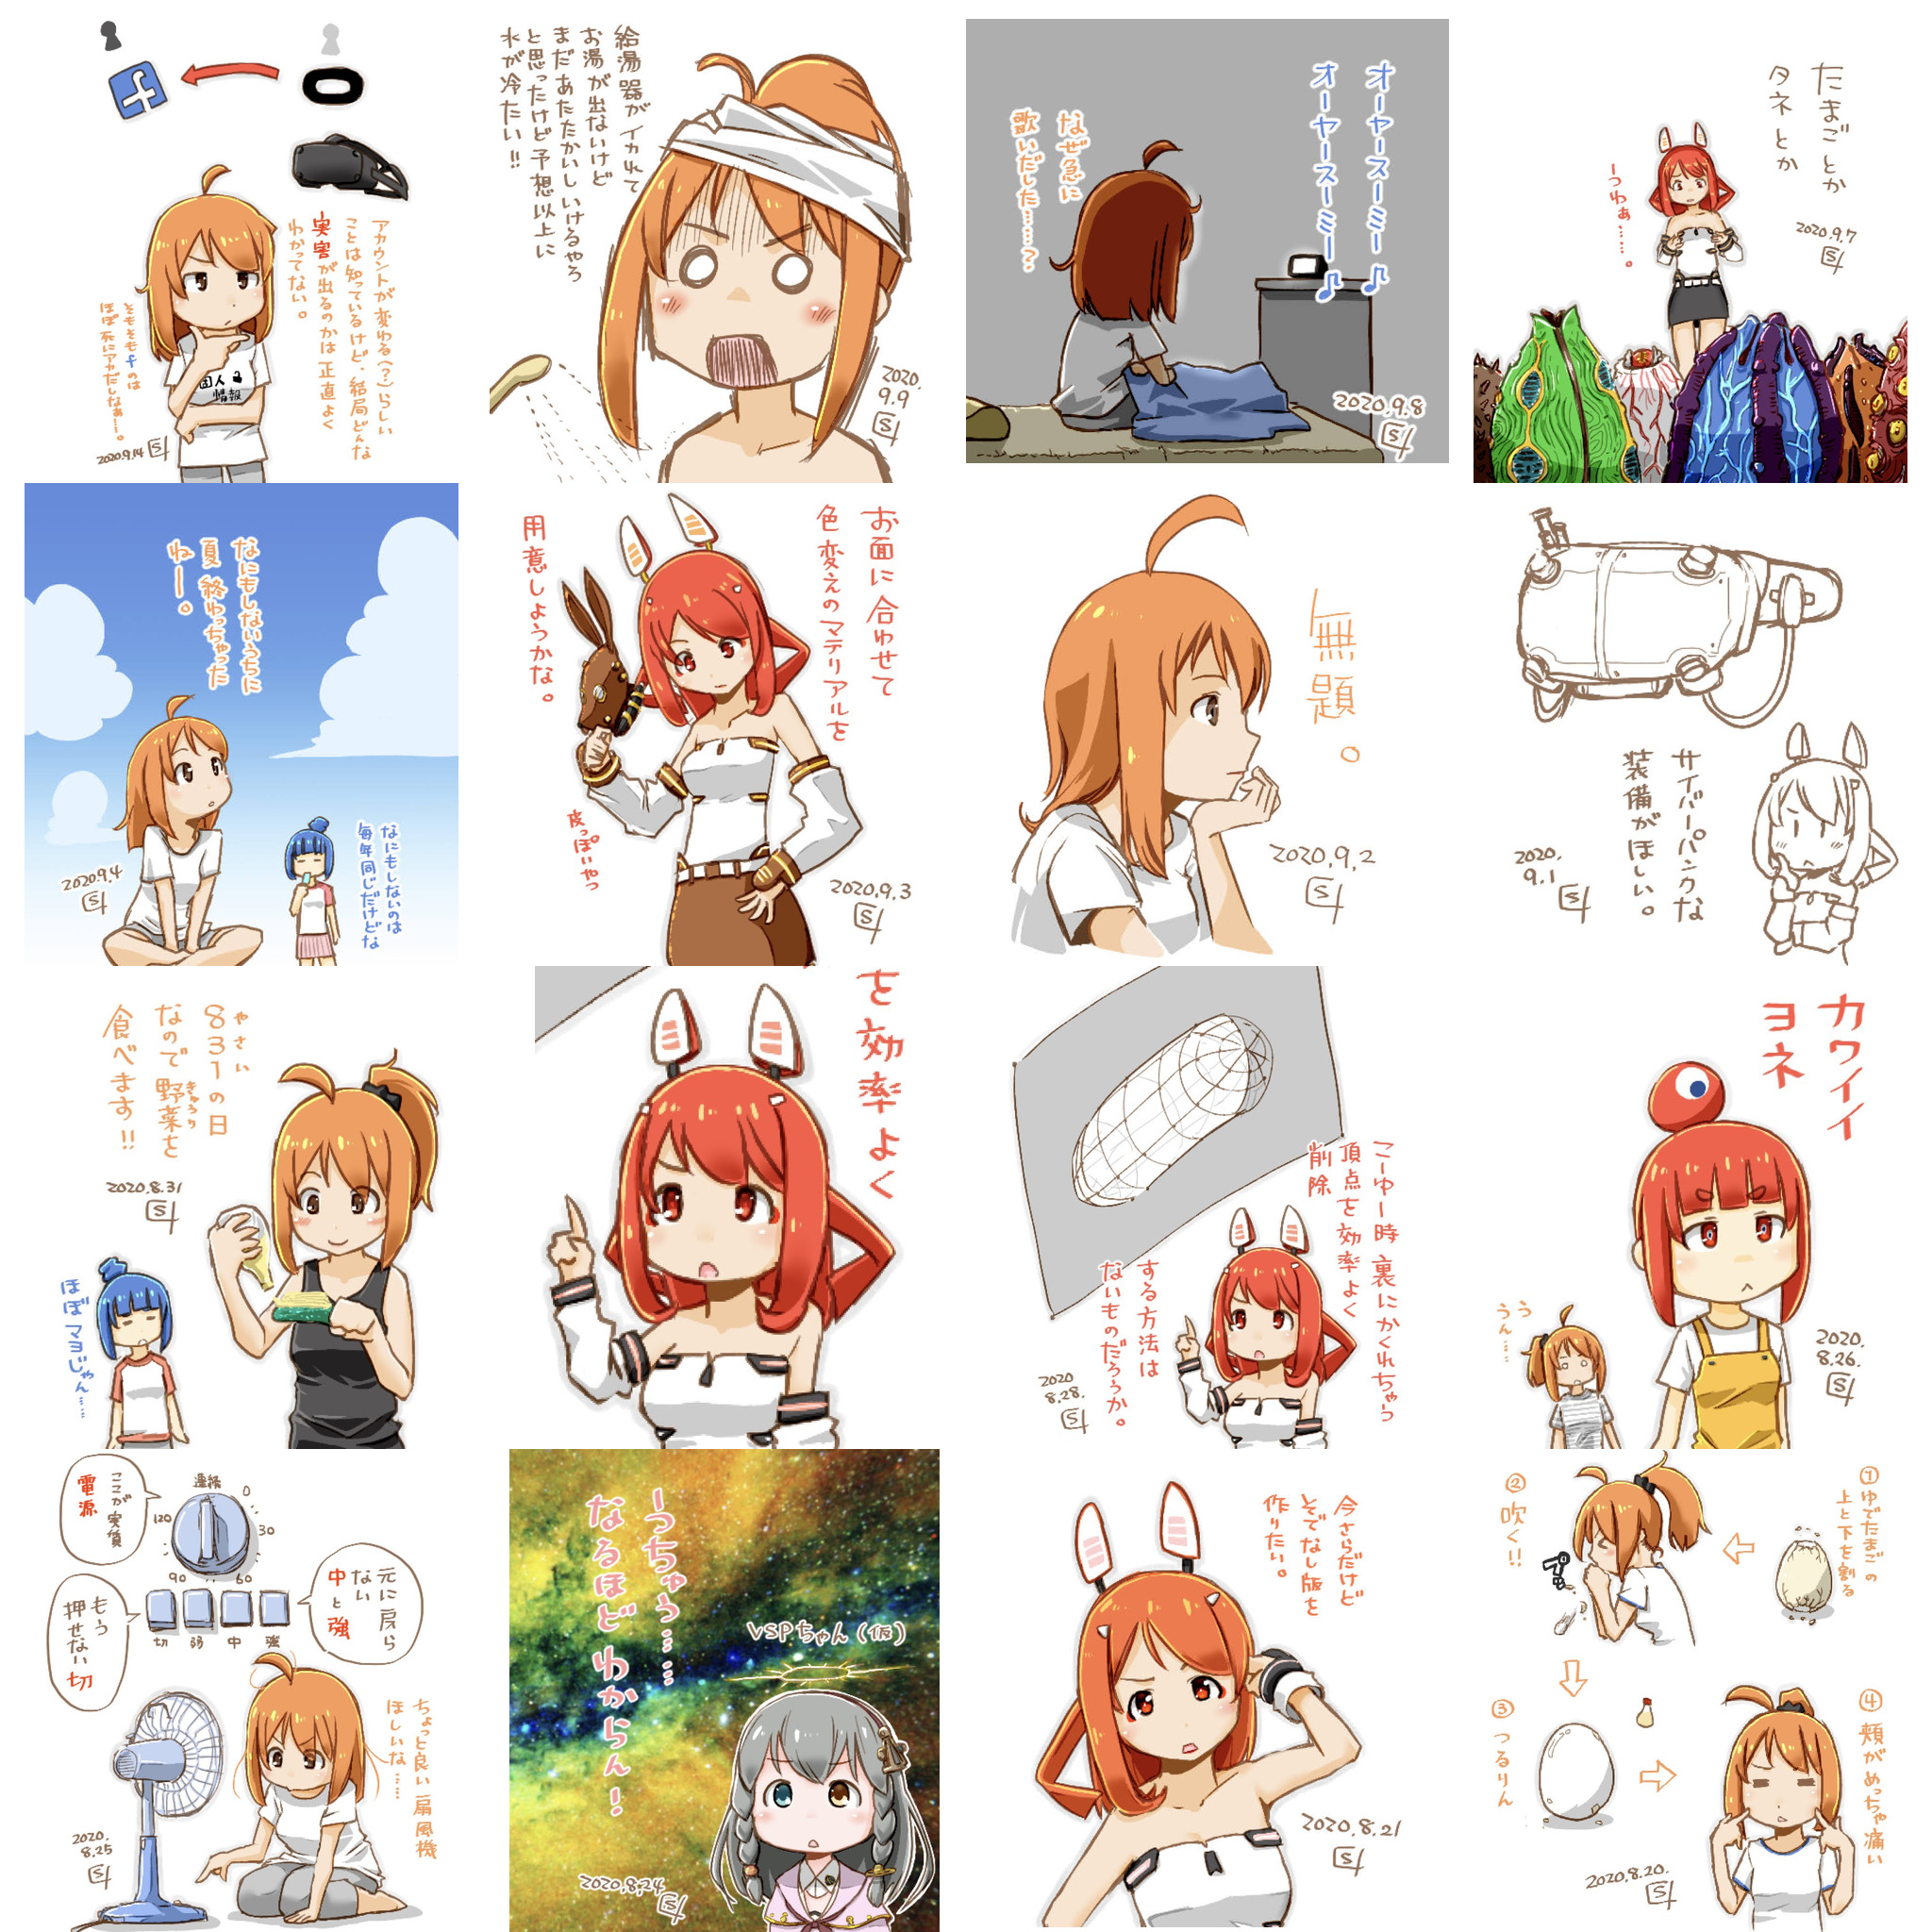 アカウントが変わる(?)らしい
ことは知っているけど、結局どんな
実害が出るのかは正直よく
わかってない。
そもそもfのは
ほぼ死にアカだしなぁ…。
個人
情報
2020.9.14
給湯器がイカれて
お湯が出ないけど
まだあたたかいしいけるやろ
と思ったけど予想以上に
水が冷たい!!
2020.
9.9
オーヤースーミー♪
オーヤースーミー♪
なぜ急に
歌いだした……?
2020.9.8
たまごとか
タネとか
ーつわぁ……。
2020.9.7
なにもしないうちに
夏終わっちゃった
ねー。
なにもしないのは
毎年同じだけどな
2020.9.4
お面に合わせて
色変えのマテリアルを
用意しようかな。
皮っぽいやつ
2020.9.3
無題。
2020.9.2
サイバーパンクな
装備がほしい。
2020.
9.1
やさい
831の日
なので野菜を
きゅうり
食べます!!
2020.8.31
ほぼマヨじゃん……
を効率よく
こーゆー時裏にかくれちゃう
頂点を効率よく
削除
する方法は
ないものだろうか。
2020
8.28.
カワイイ
ヨネ
うう
うん……
2020.
8.26.
ここが実質
電源
連続
0
30
60
90
120
切
弱
中
強
元に戻ら
ない
中と強
もう
押せない
切
ちょっと良い扇風機
ほしいな……
2020.
8.25
ーうちゅう……
なるほどわからん!
VSPちゃん(仮)
2020.8.24
今さらだけど
そでなし版を
作りたい。
2020.8.21
①ゆでたまごの
上と下を割る
②吹く!!
プッ
③つるりん
④頬がめっちゃ痛い
2020.8.20.